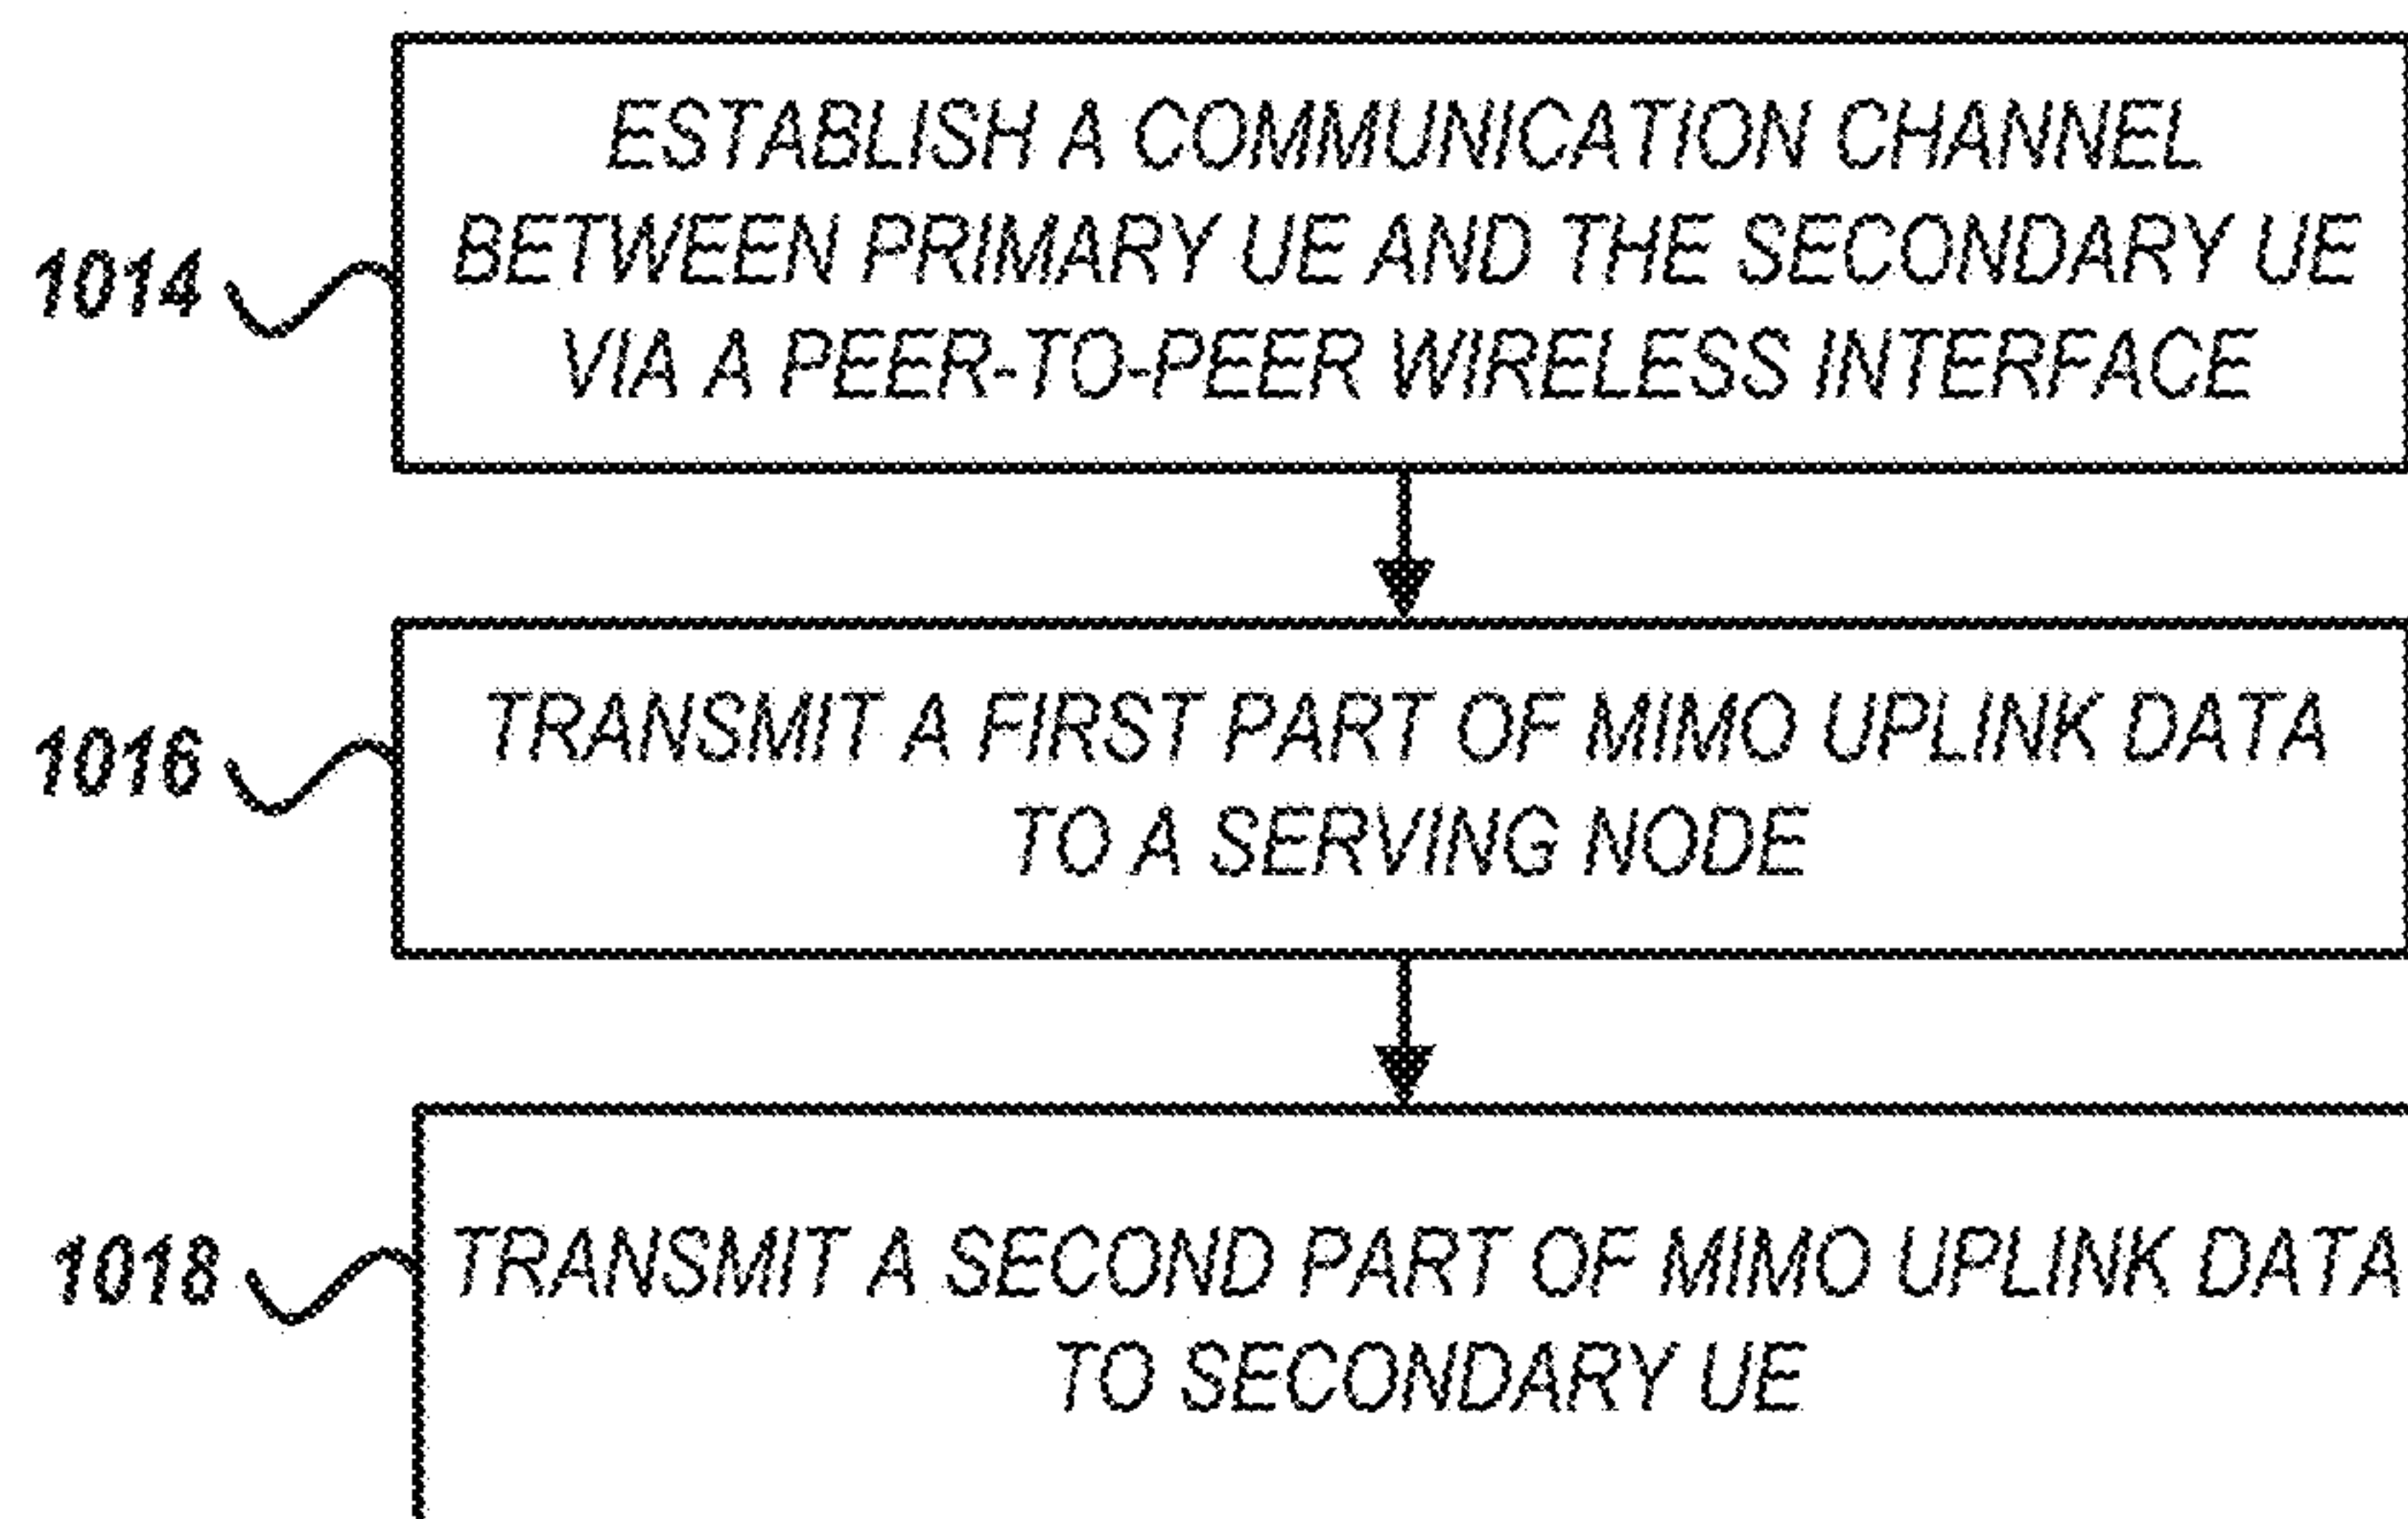 ESTABLISH A COMMUNICATION CHANNEL
BETWEEN PRIMARY UE AND THE SECONDARY UE
VIA A PEER-TO-PEER WIRELESS INTERFACE
1014
TRANSMIT A FIRST PART OF MIMO UPLINK DATA
TO A SERVING NODE
1016
TRANSMIT A SECOND PART OF MIMO UPLINK DATA
TO SECONDARY UE
1018